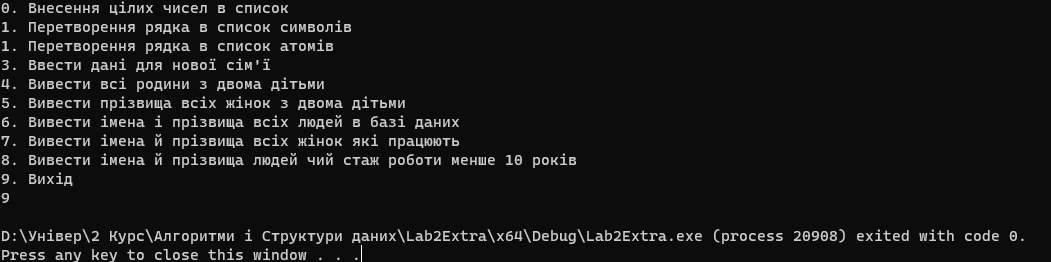 0. Внесення цілих чисел в список
1. Перетворення рядка в список символів
1. Перетворення рядка в список атомів
3. Ввести дані для нової сім'ї
4. Вивести всі родини з двома дітьми
5. Вивести прізвища всіх жінок з двома дітьми
6. Вивести імена і прізвища всіх людей в базі даних
7. Вивести імена й прізвища всіх жінок які працюють
8. Вивести імена й прізвища людей чий стаж роботи менше 10 років
9. Вихід
9
D:\Універ\2 Курс\Алгоритми і Структури даних\Lab2Extra\x64\Debug\Lab2Extra.exe (process 20908) exited with code 0.
Press any key to close this window . . .